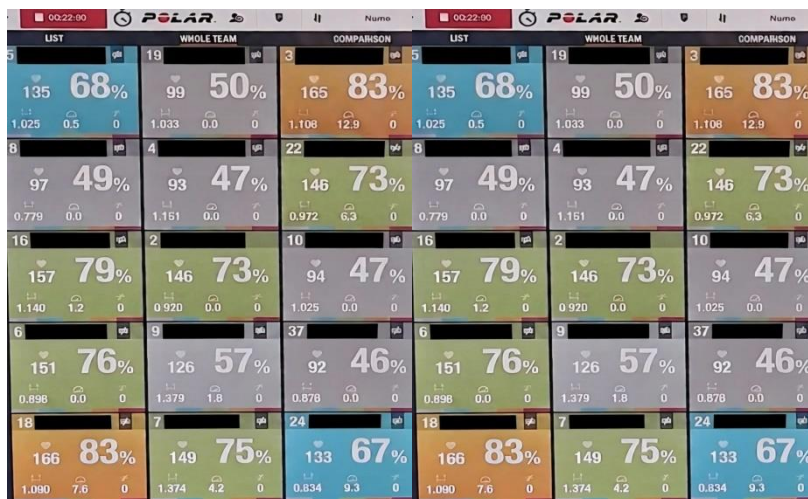 00:22:80 POLAR. Numo 00:22:80 POLAR. Numo
LIST WHOLE TEAM COMPARISON LIST WHOLE TEAM COMPARISON
5 19 3 5 19 3
135 68% 99 50% 165 83% 135 68% 99 50% 165 83%
1.025 0.5 0 1.033 0.0 0 1.108 12.9 0 1.025 0.5 0 1.033 0.0 0 1.108 12.9 0
8 4 22 8 4 22
97 49% 93 47% 146 73% 97 49% 93 47% 146 73%
0.779 0.0 0 1.151 0.0 0 0.972 6.3 0 0.779 0.0 0 1.151 0.0 0 0.972 6.3 0
16 2 10 16 2 10
157 79% 146 73% 94 47% 157 79% 146 73% 94 47%
1.140 1.2 0 0.920 0.0 0 1.025 0.0 0 1.140 1.2 0 0.920 0.0 0 1.025 0.0 0
6 9 37 6 9 37
151 76% 126 57% 92 46% 151 76% 126 57% 92 46%
0.898 0.0 0 1.379 1.8 0 0.878 0.0 0 0.898 0.0 0 1.379 1.8 0 0.878 0.0 0
18 7 24 18 7 24
166 83% 149 75% 133 67% 166 83% 149 75% 133 67%
1.090 7.6 0 1.374 4.2 0 0.834 9.3 0 1.090 7.6 0 1.374 4.2 0 0.834 9.3 0